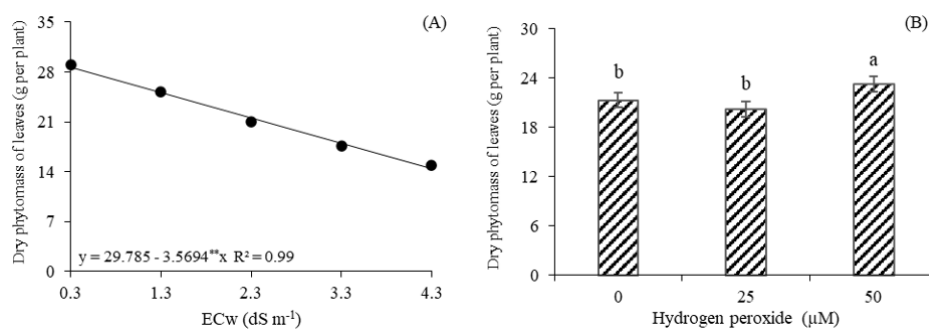 (A)
Dry phytomass of leaves (g per plant)
35
28
21
14
7
0
y = 29.785 - 3.5694**x R² = 0.99
0.3 1.3 2.3 3.3 4.3
ECw (dS m⁻¹)
(B)
Dry phytomass of leaves (g per plant)
30
24
18
12
6
0
b b a
0 25 50
Hydrogen peroxide (µM)